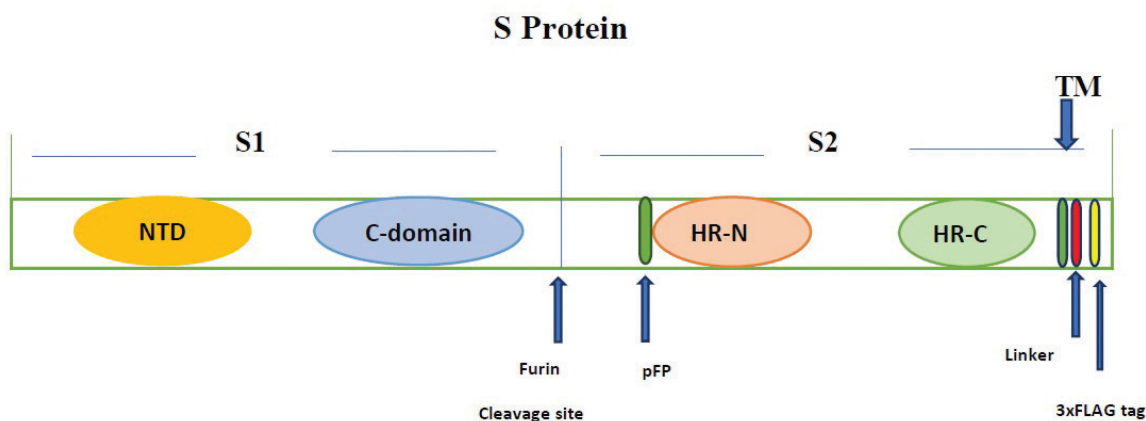 S Protein
TM
S1
S2
NTD
C-domain
HR-N
HR-C
Furin
Cleavage site
pFP
Linker
3xFLAG tag